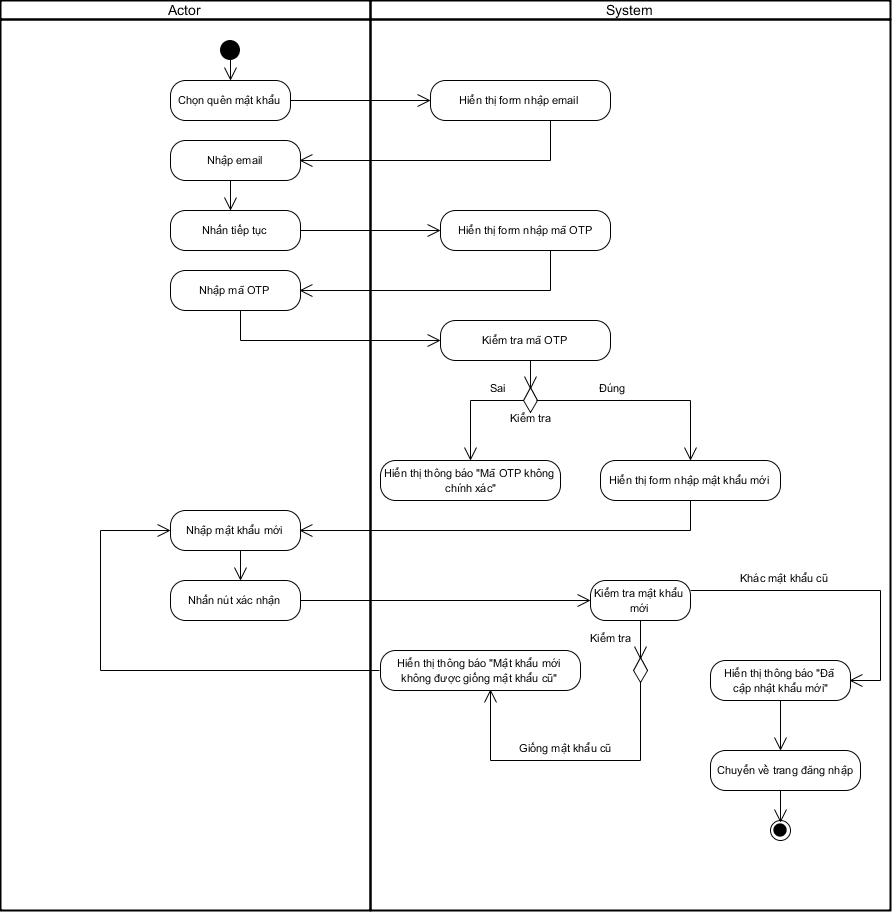 Actor
System
Chọn quên mật khẩu
Hiển thị form nhập email
Nhập email
Nhấn tiếp tục
Hiển thị form nhập mã OTP
Nhập mã OTP
Kiểm tra mã OTP
Sai
Đúng
Kiểm tra
Hiển thị thông báo "Mã OTP không
chính xác"
Hiển thị form nhập mật khẩu mới
Nhập mật khẩu mới
Nhấn nút xác nhận
Kiểm tra mật khẩu
mới
Khác mật khẩu cũ
Kiểm tra
Hiển thị thông báo "Mật khẩu mới
không được giống mật khẩu cũ"
Hiển thị thông báo "Đã
cập nhật khẩu mới"
Giống mật khẩu cũ
Chuyển về trang đăng nhập